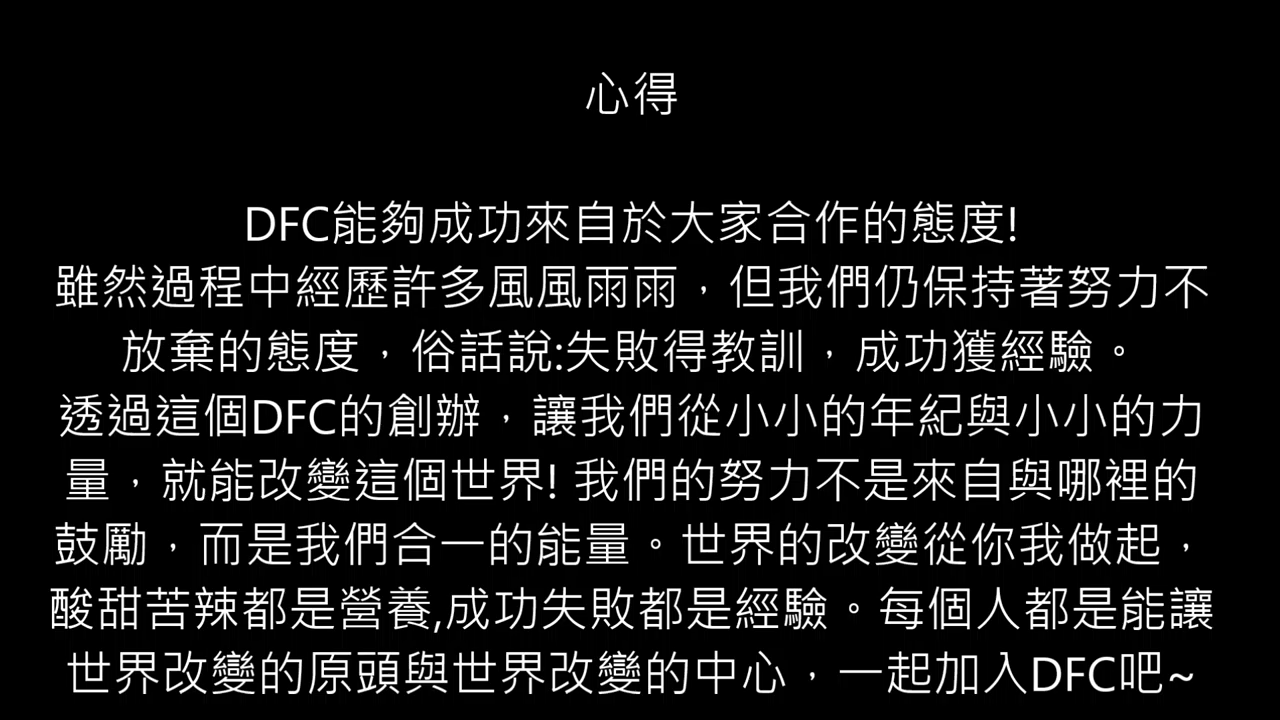 心得
DFC能夠成功來自於大家合作的態度!
雖然過程中經歷許多風風雨雨，但我們仍保持著努力不
放棄的態度，俗話說:失敗得教訓，成功獲經驗。
透過這個DFC的創辦，讓我們從小小的年紀與小小的力
量，就能改變這個世界! 我們的努力不是來自與哪裡的
鼓勵，而是我們合一的能量。世界的改變從你我做起，
酸甜苦辣都是營養,成功失敗都是經驗。每個人都是能讓
世界改變的原頭與世界改變的中心，一起加入DFC吧~